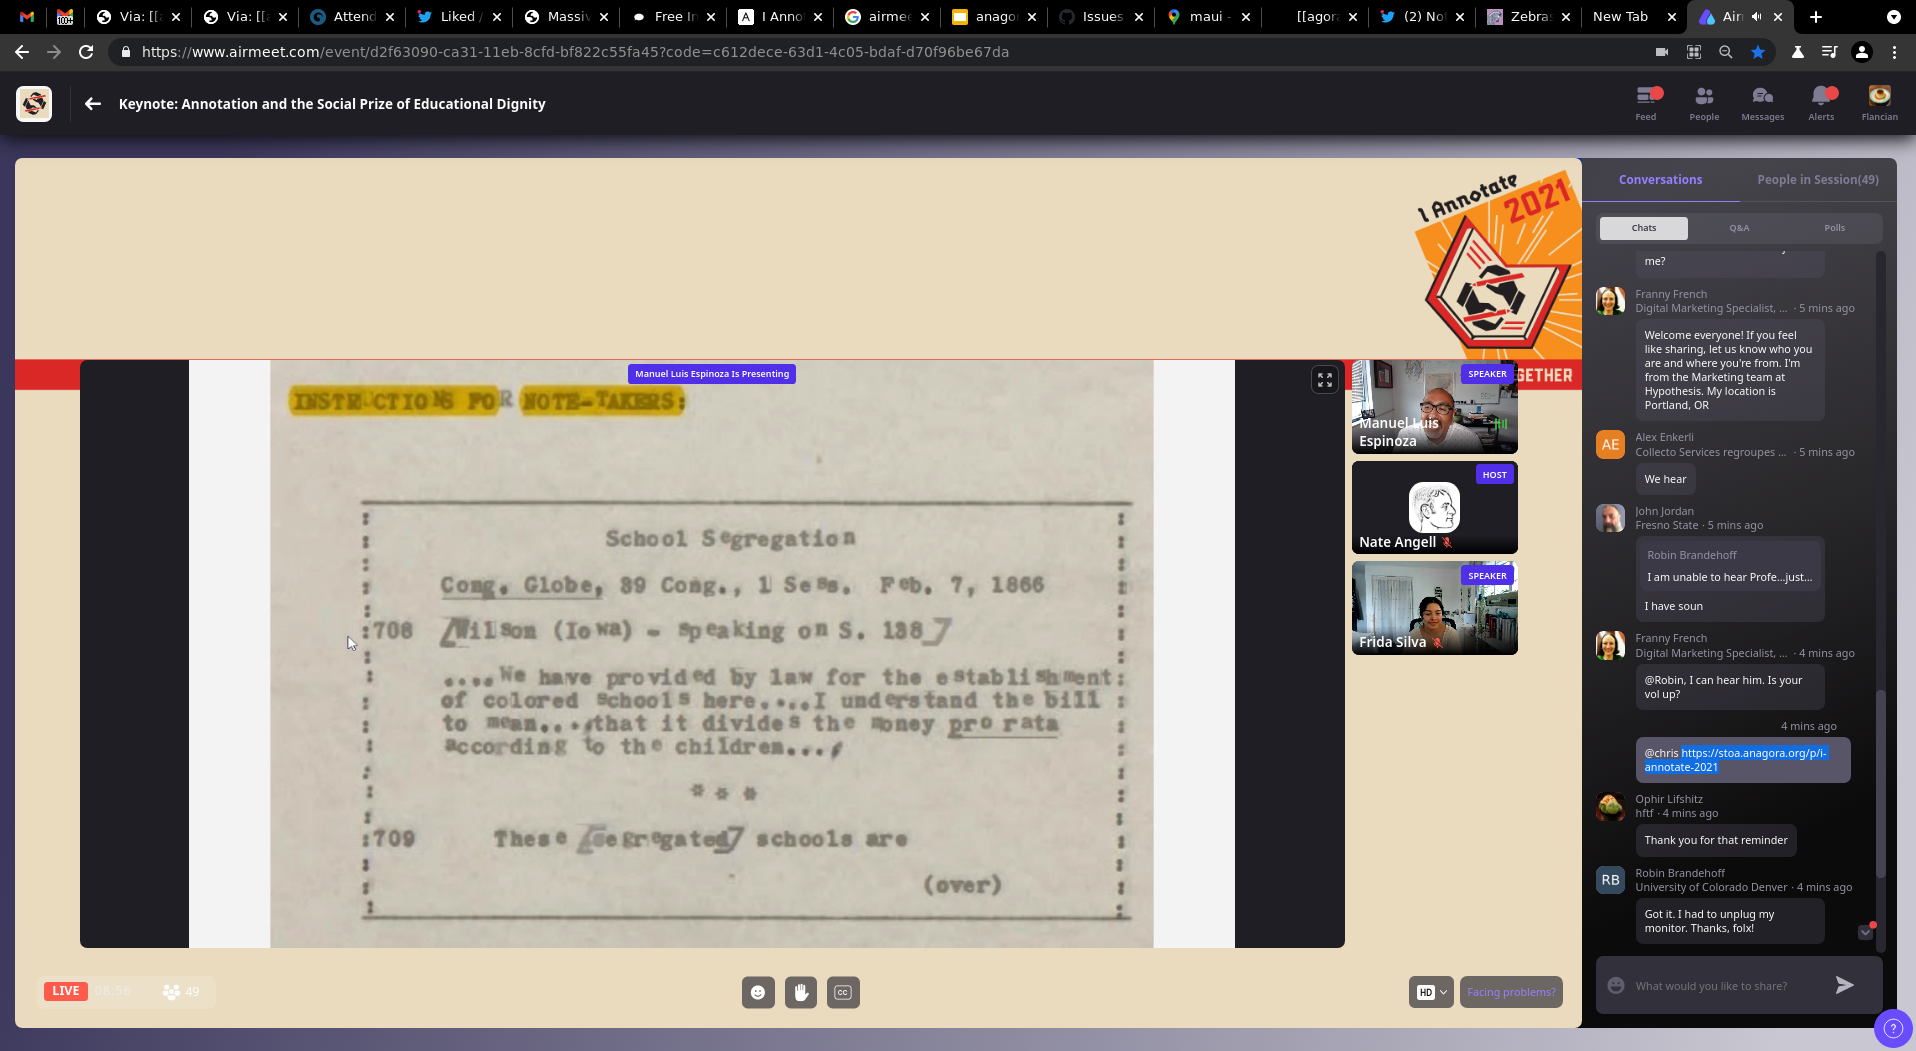 Via: [[a
Via: [[a
Attend
Liked /
Massiv
Free In
I Anno
airmee
anagor
Issues
maui -
[[agora
(2) No
Zebra
New Tab
Air
https://www.airmeet.com/event/d2f63090-ca31-11eb-8cfd-bf822c55fa45?code=c612dece-63d1-4c05-bdaf-d70f96be67da
Keynote: Annotation and the Social Prize of Educational Dignity
Feed
People
Messages
Alerts
Flancian
I Annotate
2021
GETHER
Manuel Luis Espinoza Is Presenting
INSTRUCTIONS FOR NOTE-TAKERS:
School Segregation
Cong. Globe, 39 Cong., 1 Sess. Feb. 7, 1866
708 [Wilson (Iowa) - speaking on S. 138]
....We have provided by law for the establishment
of colored schools here....I understand the bill
to mean....that it divides the money pro rata
according to the children....
* * *
709 These [segregated] schools are
(over)
SPEAKER
Manuel Luis
Espinoza
HOST
Nate Angell
SPEAKER
Frida Silva
LIVE 08:56 49
CC
HD
Facing problems?
Conversations
People in Session(49)
Chats
Q&A
Polls
me?
Franny French
Digital Marketing Specialist, ... · 5 mins ago
Welcome everyone! If you feel
like sharing, let us know who you
are and where you're from. I'm
from the Marketing team at
Hypothesis. My location is
Portland, OR
AE
Alex Enkerli
Collecto Services regroupes ... · 5 mins ago
We hear
John Jordan
Fresno State · 5 mins ago
Robin Brandehoff
I am unable to hear Profe...just...
I have soun
Franny French
Digital Marketing Specialist, ... · 4 mins ago
@Robin, I can hear him. Is your
vol up?
4 mins ago
@chris https://stoa.anagora.org/p/i-
annotate-2021
Ophir Lifshitz
hftf · 4 mins ago
Thank you for that reminder
RB
Robin Brandehoff
University of Colorado Denver · 4 mins ago
Got it. I had to unplug my
monitor. Thanks, folx!
What would you like to share?